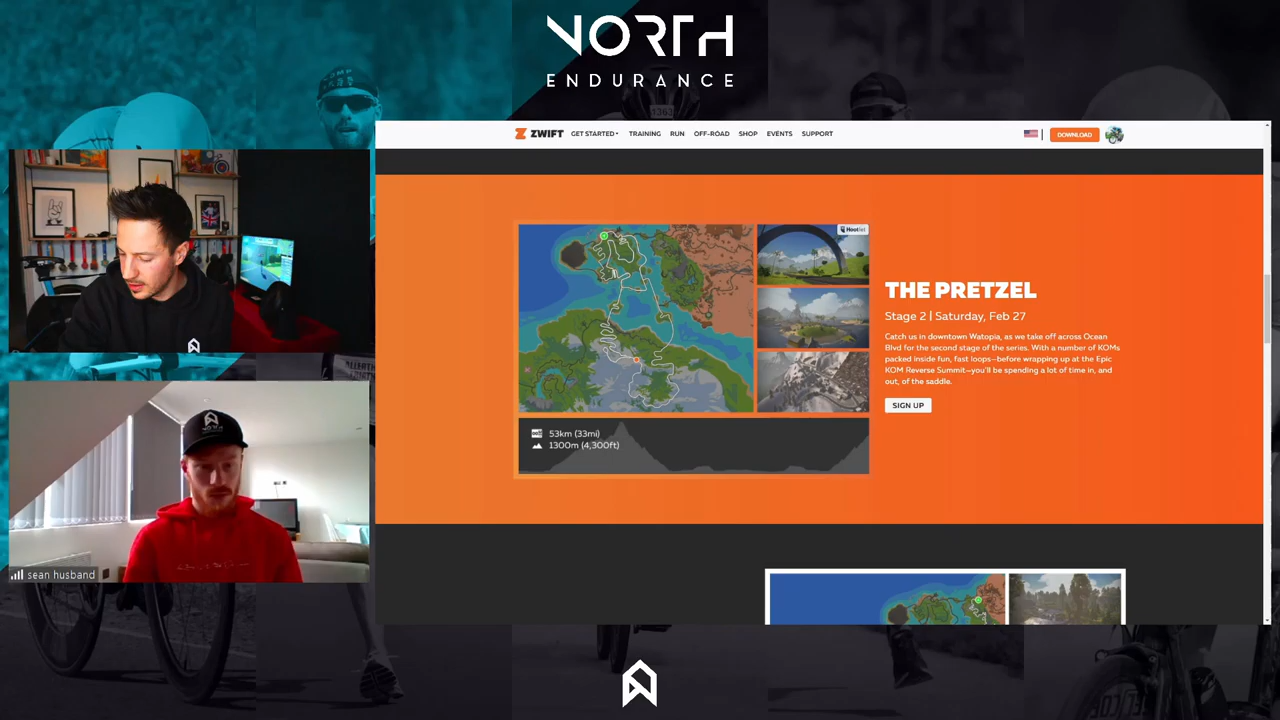 NORTH
ENDURANCE
ZWIFT GET STARTED TRAINING RUN OFF-ROAD SHOP EVENTS SUPPORT
DOWNLOAD
THE PRETZEL
Stage 2 | Saturday, Feb 27
Catch us in downtown Watopia, as we take off across Ocean
Blvd for the second stage of the series. With a number of KOMs
packed inside fun, fast loops—before wrapping up at the Epic
KOM Reverse Summit—you'll be spending a lot of time in, and
out, of the saddle.
SIGN UP
53km (33mi)
1300m (4,300ft)
NORTH
sean husband
1363